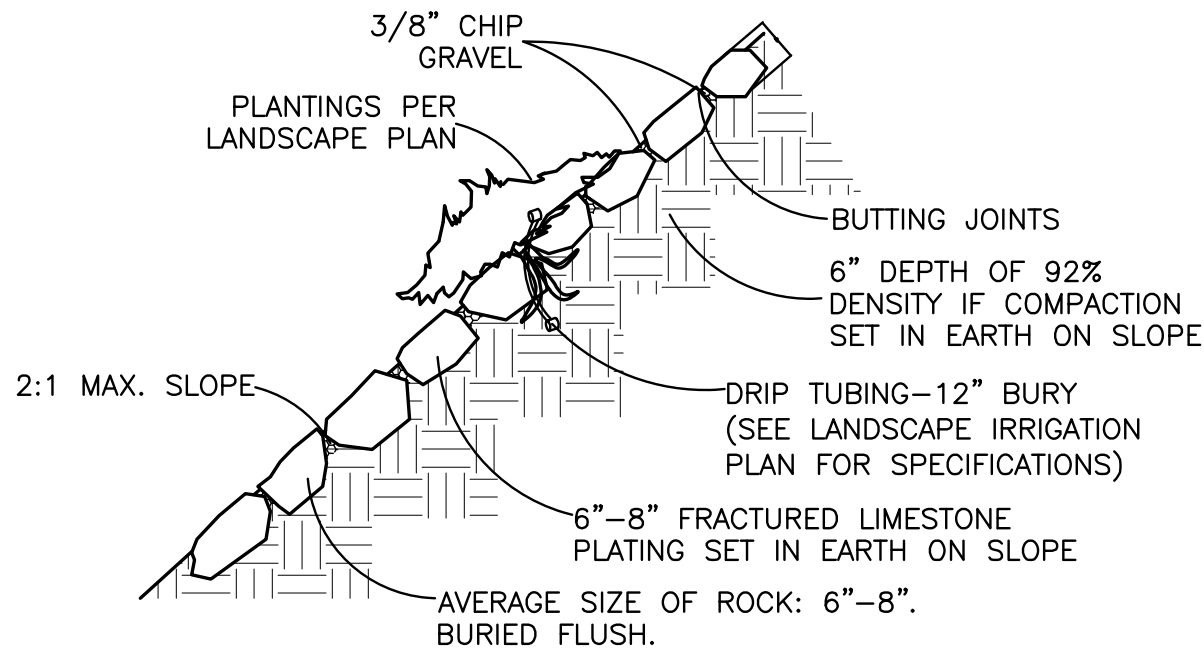 3/8” CHIP
GRAVEL
PLANTINGS PER
LANDSCAPE PLAN
BUTTING JOINTS
6” DEPTH OF 92%
DENSITY IF COMPACTION
SET IN EARTH ON SLOPE
2:1 MAX. SLOPE
DRIP TUBING–12” BURY
(SEE LANDSCAPE IRRIGATION
PLAN FOR SPECIFICATIONS)
6”–8” FRACTURED LIMESTONE
PLATING SET IN EARTH ON SLOPE
AVERAGE SIZE OF ROCK: 6”–8”.
BURIED FLUSH.